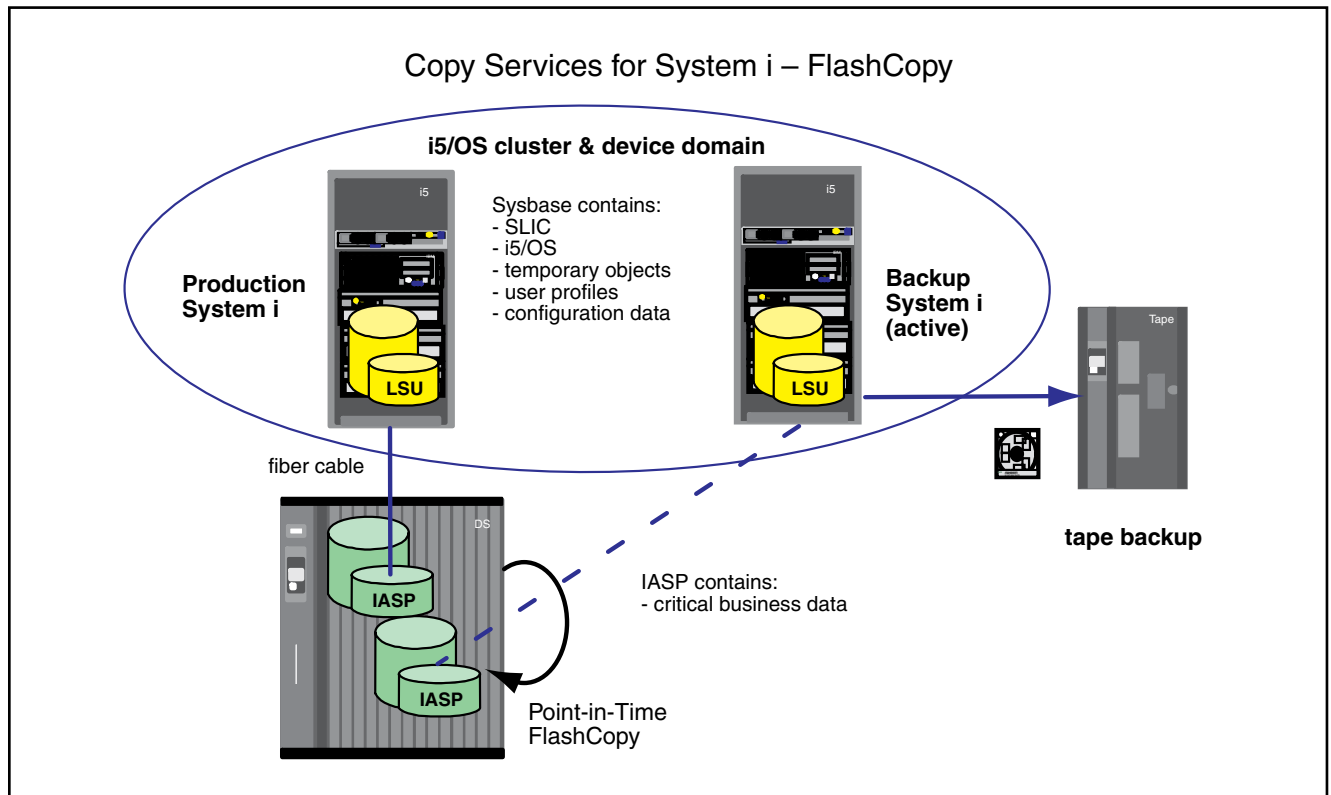 Copy Services for System i – FlashCopy
i5/OS cluster & device domain
i5
i5
Sysbase contains:
- SLIC
- i5/OS
- temporary objects
- user profiles
- configuration data
Production
System i
Backup
System i
(active)
LSU
LSU
Tape
fiber cable
DS
tape backup
IASP
IASP contains:
- critical business data
IASP
Point-in-Time
FlashCopy